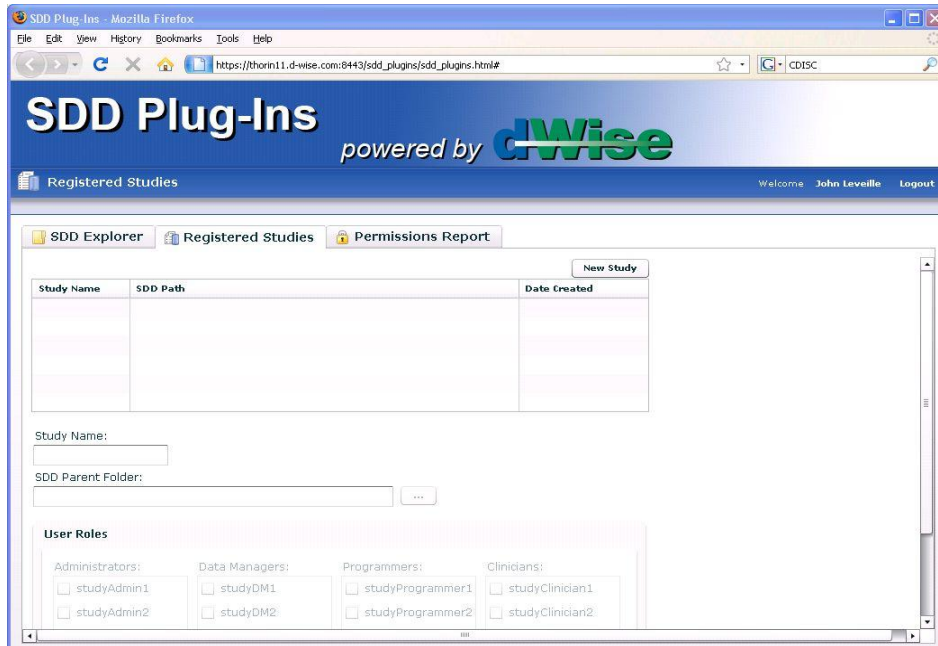 SDD Plug-Ins - Mozilla Firefox
File Edit View History Bookmarks Tools Help
https://thorin11.d-wise.com:8443/sdd_plugins/sdd_plugins.html#
G CDISC
SDD Plug-Ins
powered by dWise
Registered Studies
Welcome John Leveille Logout
SDD Explorer Registered Studies Permissions Report
New Study
Study Name SDD Path Date Created
Study Name:
SDD Parent Folder:
...
User Roles
Administrators: Data Managers: Programmers: Clinicians:
studyAdmin1 studyDM1 studyProgrammer1 studyClinician1
studyAdmin2 studyDM2 studyProgrammer2 studyClinician2